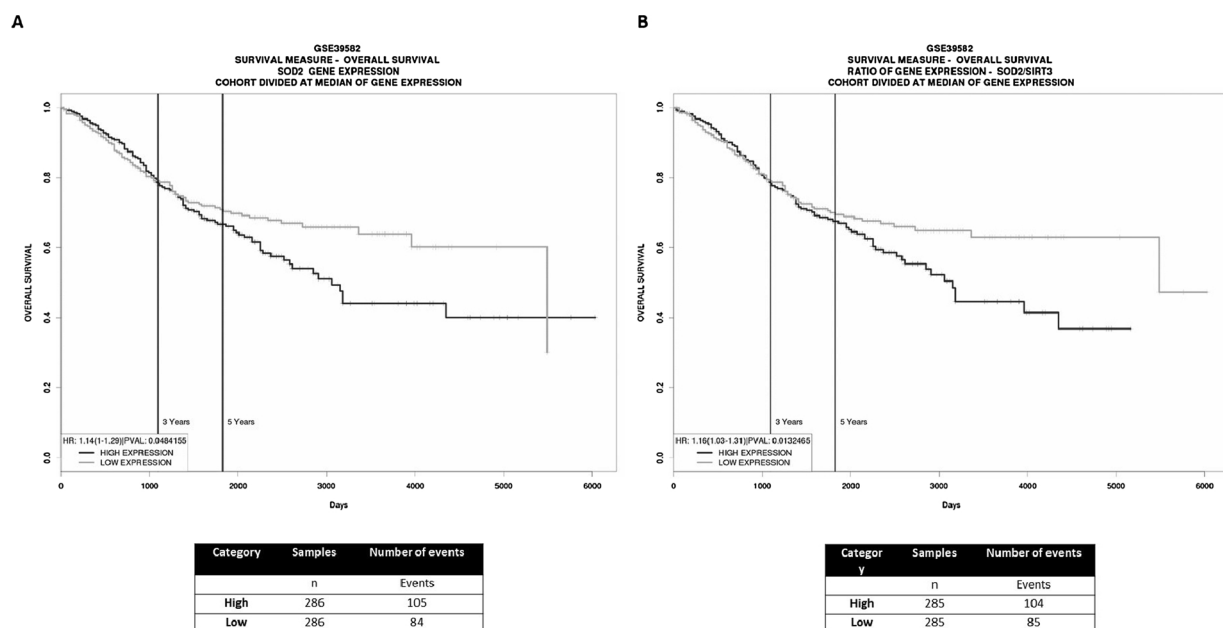 A
GSE39582
SURVIVAL MEASURE - OVERALL SURVIVAL
SOD2 GENE EXPRESSION
COHORT DIVIDED AT MEDIAN OF GENE EXPRESSION
OVERALL SURVIVAL
1.0
0.8
0.6
0.4
0.2
0.0
3 Years
5 Years
HR: 1.14(1-1.29)|PVAL: 0.0484155
HIGH EXPRESSION
LOW EXPRESSION
0 1000 2000 3000 4000 5000 6000
Days
Category Samples Number of events
n Events
High 286 105
Low 286 84
B
GSE39582
SURVIVAL MEASURE - OVERALL SURVIVAL
RATIO OF GENE EXPRESSION - SOD2/SIRT3
COHORT DIVIDED AT MEDIAN OF GENE EXPRESSION
OVERALL SURVIVAL
1.0
0.8
0.6
0.4
0.2
0.0
3 Years
5 Years
HR: 1.16(1.03-1.31)|PVAL: 0.0132465
HIGH EXPRESSION
LOW EXPRESSION
0 1000 2000 3000 4000 5000 6000
Days
Categor Samples Number of events
y
n Events
High 285 104
Low 285 85